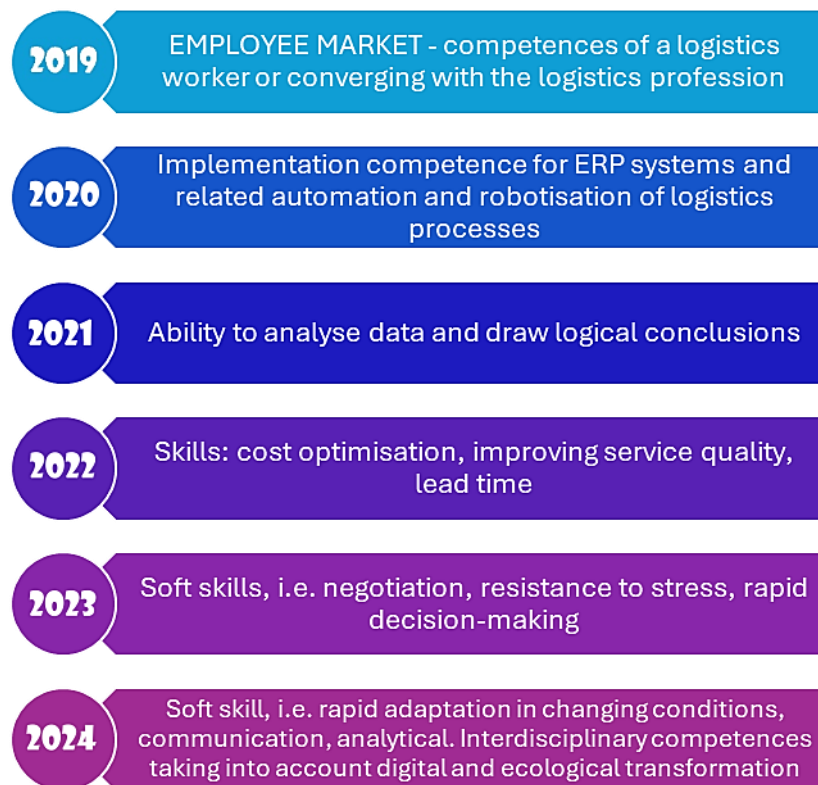 2019
EMPLOYEE MARKET - competences of a logistics
worker or converging with the logistics profession
2020
Implementation competence for ERP systems and
related automation and robotisation of logistics
processes
2021
Ability to analyse data and draw logical conclusions
2022
Skills: cost optimisation, improving service quality,
lead time
2023
Soft skills, i.e. negotiation, resistance to stress, rapid
decision-making
2024
Soft skill, i.e. rapid adaptation in changing conditions,
communication, analytical. Interdisciplinary competences
taking into account digital and ecological transformation